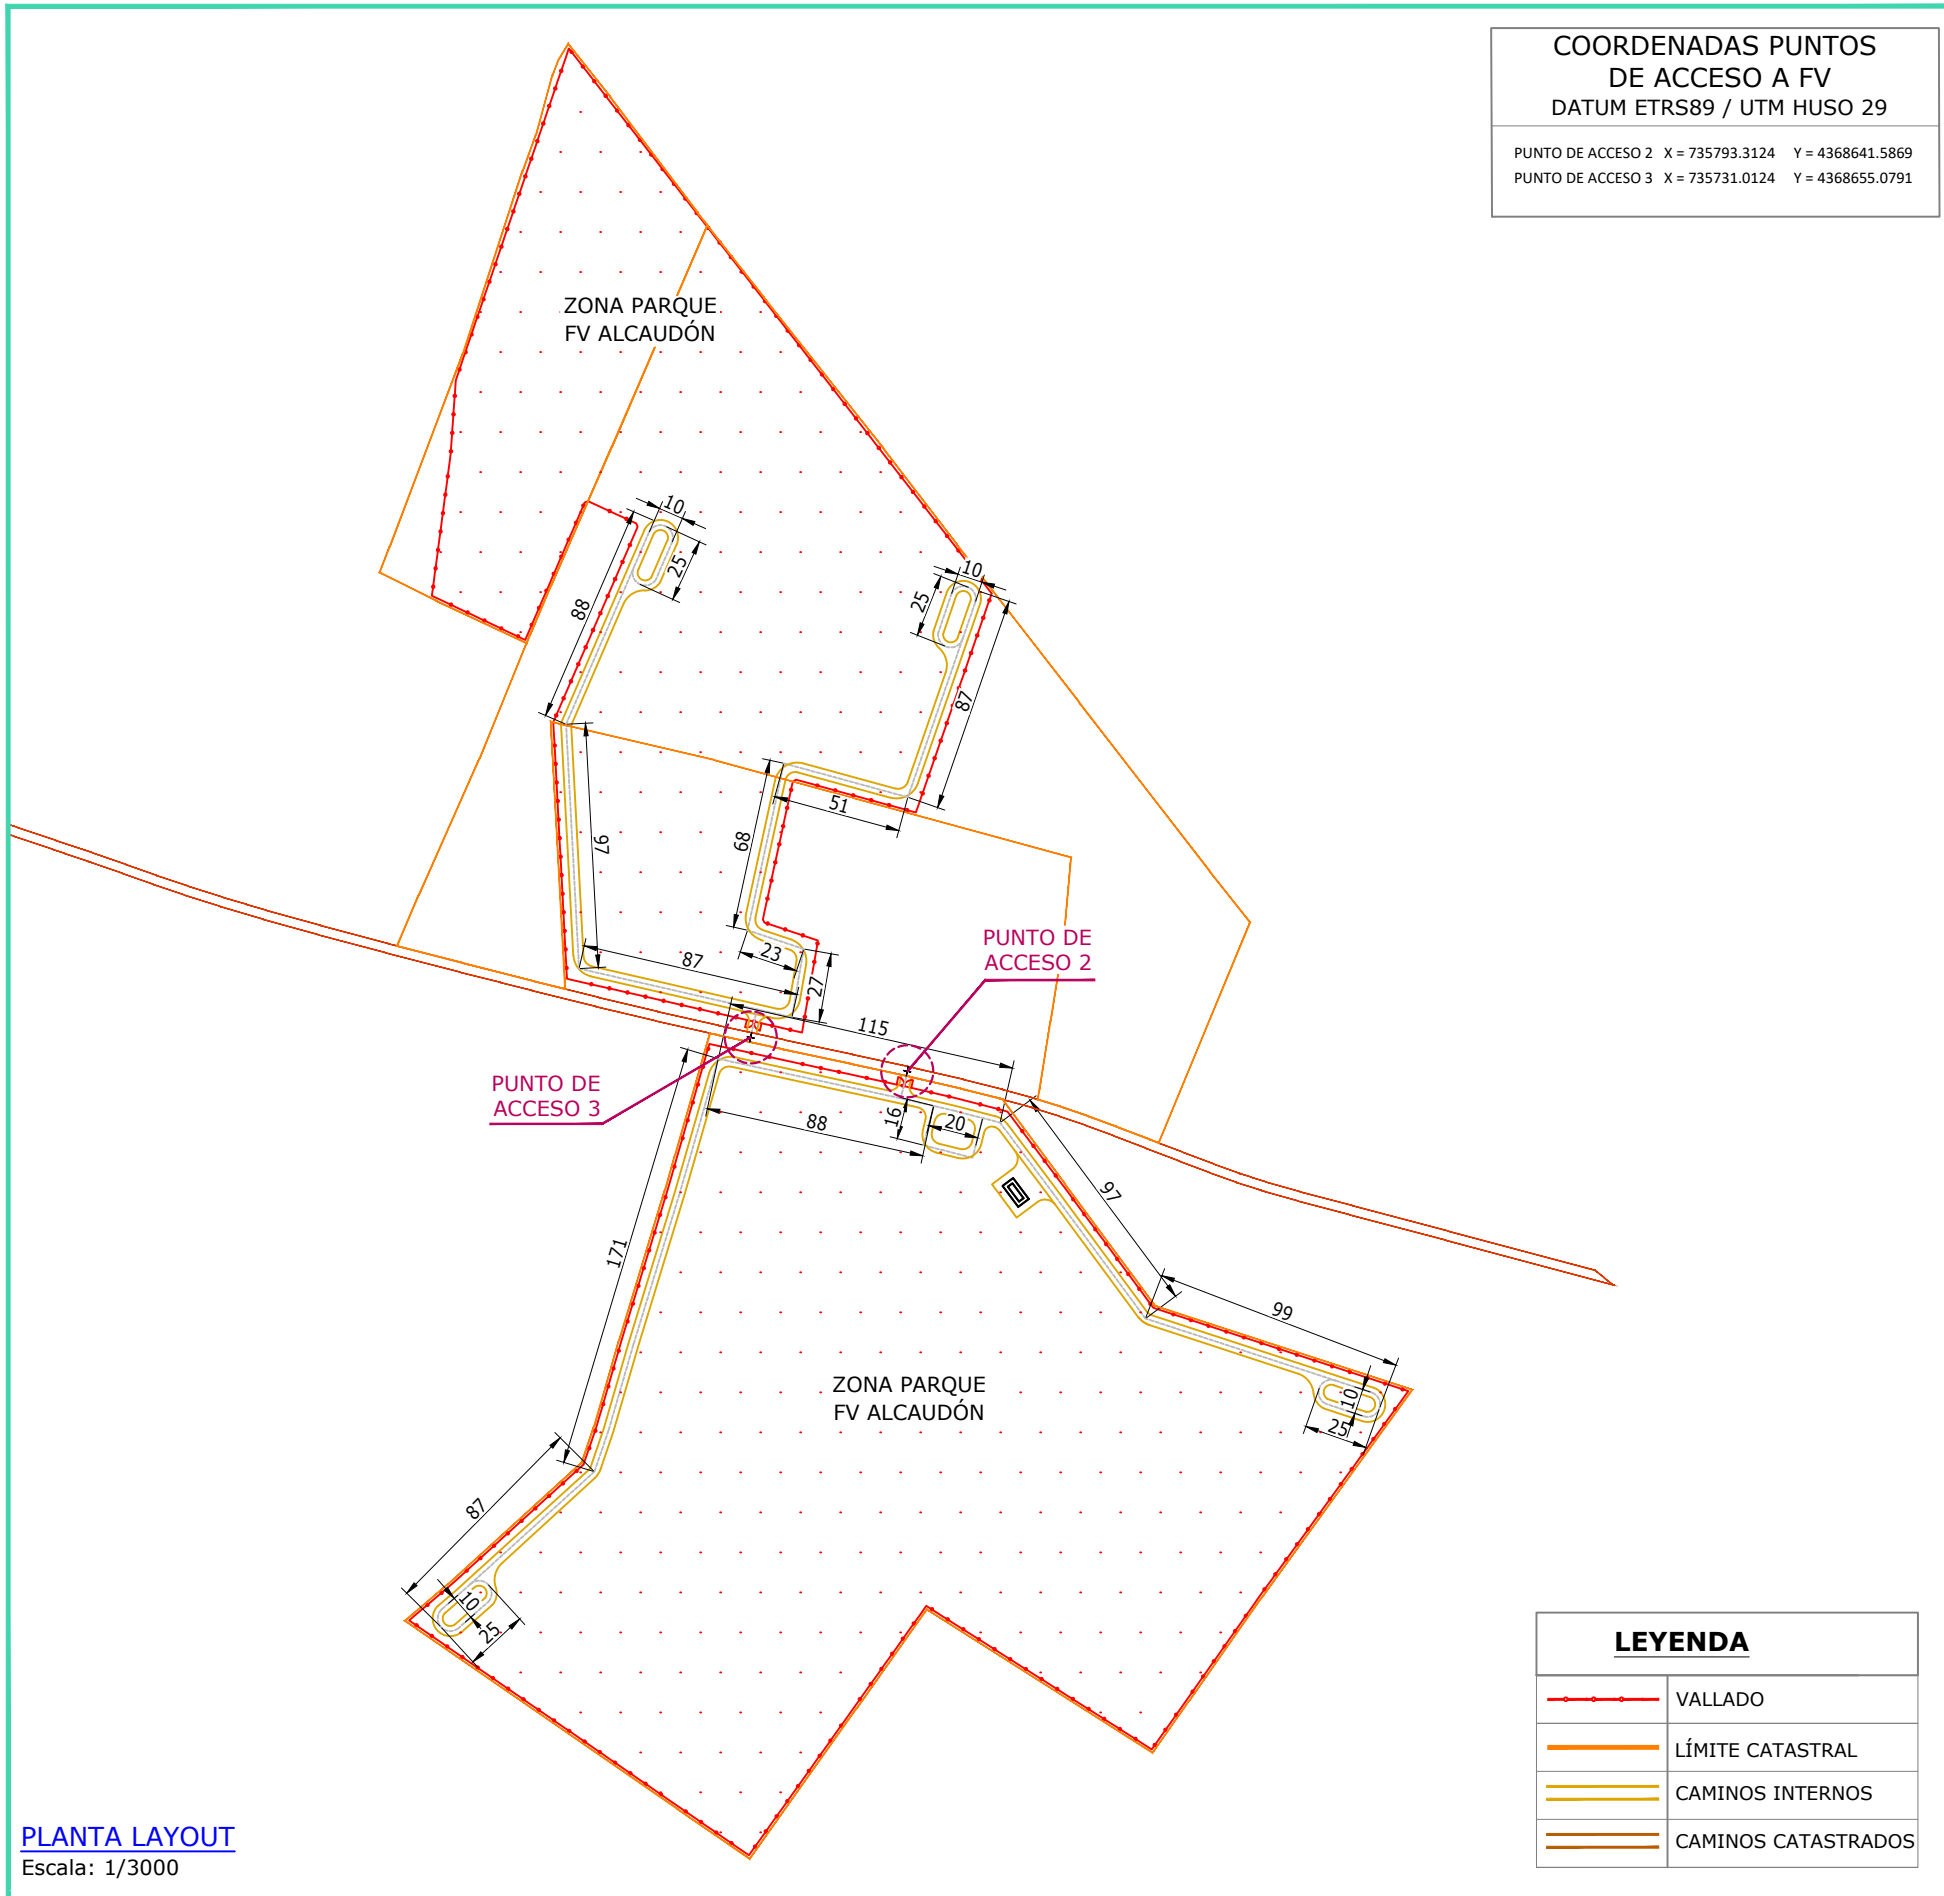 COORDENADAS PUNTOS
DE ACCESO A FV
DATUM ETRS89 / UTM HUSO 29
PUNTO DE ACCESO 2 X = 735793.3124 Y = 4368641.5869
PUNTO DE ACCESO 3 X = 735731.0124 Y = 4368655.0791
ZONA PARQUE
FV ALCAUDÓN
10
25
88
10
25
87
51
68
97
23
87
27
PUNTO DE
ACCESO 2
115
PUNTO DE
ACCESO 3
16
20
88
97
171
99
10
25
ZONA PARQUE
FV ALCAUDÓN
87
10
25
LEYENDA
VALLADO
LÍMITE CATASTRAL
CAMINOS INTERNOS
CAMINOS CATASTRADOS
PLANTA LAYOUT
Escala: 1/3000